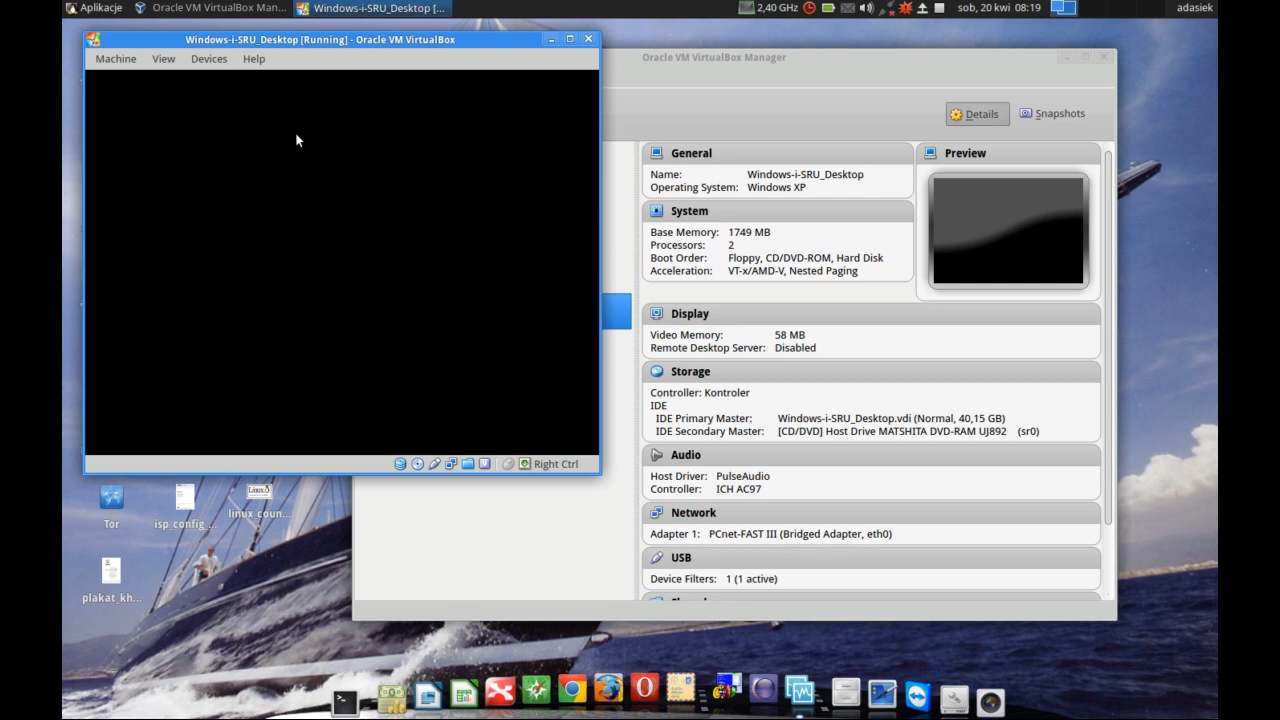 Aplikacje Oracle VM VirtualBox Man... Windows-i-SRU_Desktop [... 2,40 GHz sob, 20 kwi 08:19 adasiek
Windows-i-SRU_Desktop [Running] - Oracle VM VirtualBox
Machine View Devices Help
Oracle VM VirtualBox Manager
Details Snapshots
General
Name: Windows-i-SRU_Desktop
Operating System: Windows XP
Preview
System
Base Memory: 1749 MB
Processors: 2
Boot Order: Floppy, CD/DVD-ROM, Hard Disk
Acceleration: VT-x/AMD-V, Nested Paging
Display
Video Memory: 58 MB
Remote Desktop Server: Disabled
Storage
Controller: Kontroler
IDE
IDE Primary Master: Windows-i-SRU_Desktop.vdi (Normal, 40,15 GB)
IDE Secondary Master: [CD/DVD] Host Drive MATSHITA DVD-RAM UJ892 (sr0)
Audio
Host Driver: PulseAudio
Controller: ICH AC97
Network
Adapter 1: PCnet-FAST III (Bridged Adapter, eth0)
USB
Device Filters: 1 (1 active)
Right Ctrl
Tor
isp_config_...
Linux
linux_coun...
plakat_kh...